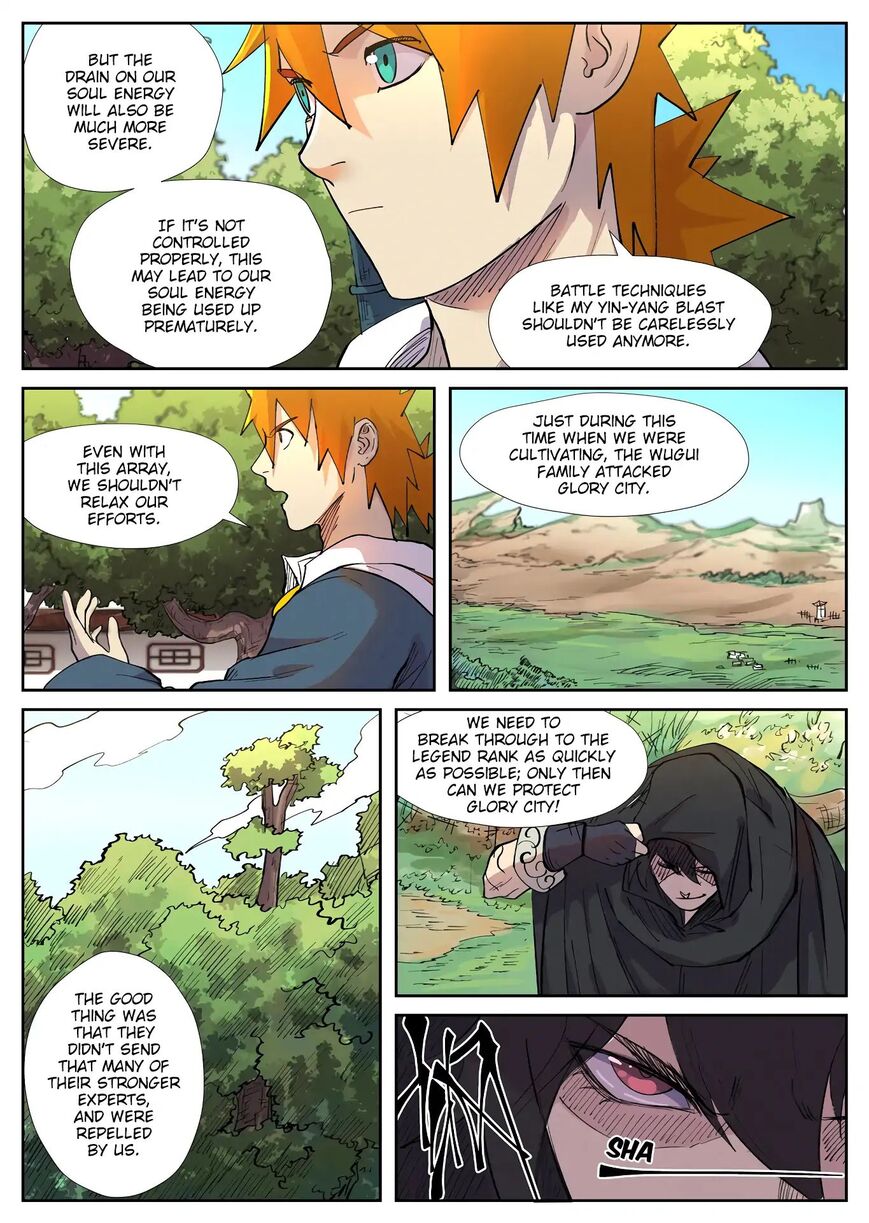 BUT THE
DRAIN ON OUR
SOUL ENERGY
WILL ALSO BE
MUCH MORE
SEVERE.
IF IT'S NOT
CONTROLLED
PROPERLY, THIS
MAY LEAD TO OUR
SOUL ENERGY
BEING USED UP
PREMATURELY.
BATTLE TECHNIQUES
LIKE MY YIN-YANG BLAST
SHOULDN'T BE CARELESSLY
USED ANYMORE.
EVEN WITH
THIS ARRAY,
WE SHOULDN'T
RELAX OUR
EFFORTS.
JUST DURING THIS
TIME WHEN WE WERE
CULTIVATING, THE WUGUI
FAMILY ATTACKED
GLORY CITY.
THE GOOD
THING WAS
THAT THEY
DIDN'T SEND
THAT MANY OF
THEIR STRONGER
EXPERTS,
AND WERE
REPELLED
BY US.
WE NEED TO
BREAK THROUGH TO THE
LEGEND RANK AS QUICKLY
AS POSSIBLE; ONLY THEN
CAN WE PROTECT
GLORY CITY!
SHA